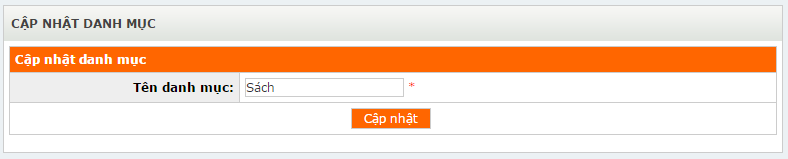 CẬP NHẬT DANH MỤC
Cập nhật danh mục
Tên danh mục: Sách *
Cập nhật